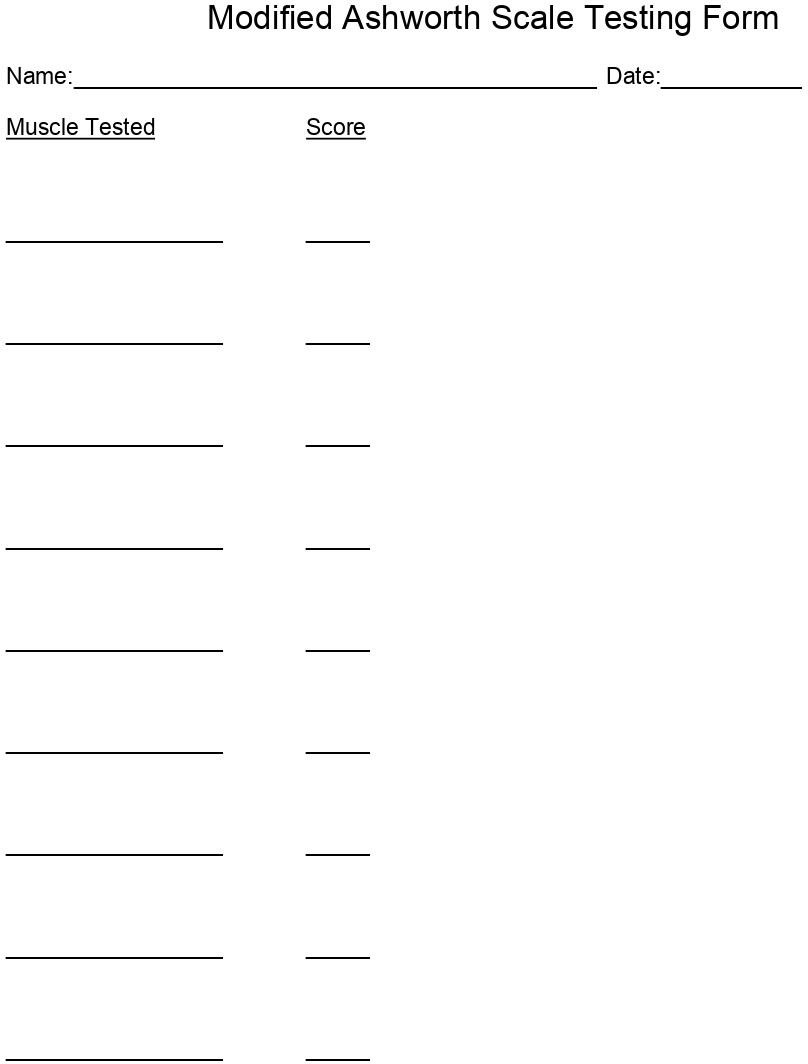 Modified Ashworth Scale Testing Form
Name: Date:
Muscle Tested Score